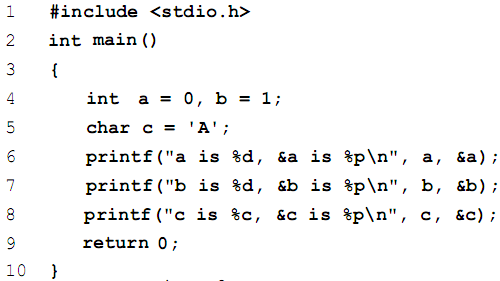 1 #include <stdio.h>
2 int main()
3 {
4 int a = 0, b = 1;
5 char c = 'A';
6 printf("a is %d, &a is %p\n", a, &a);
7 printf("b is %d, &b is %p\n", b, &b);
8 printf("c is %c, &c is %p\n", c, &c);
9 return 0;
10 }